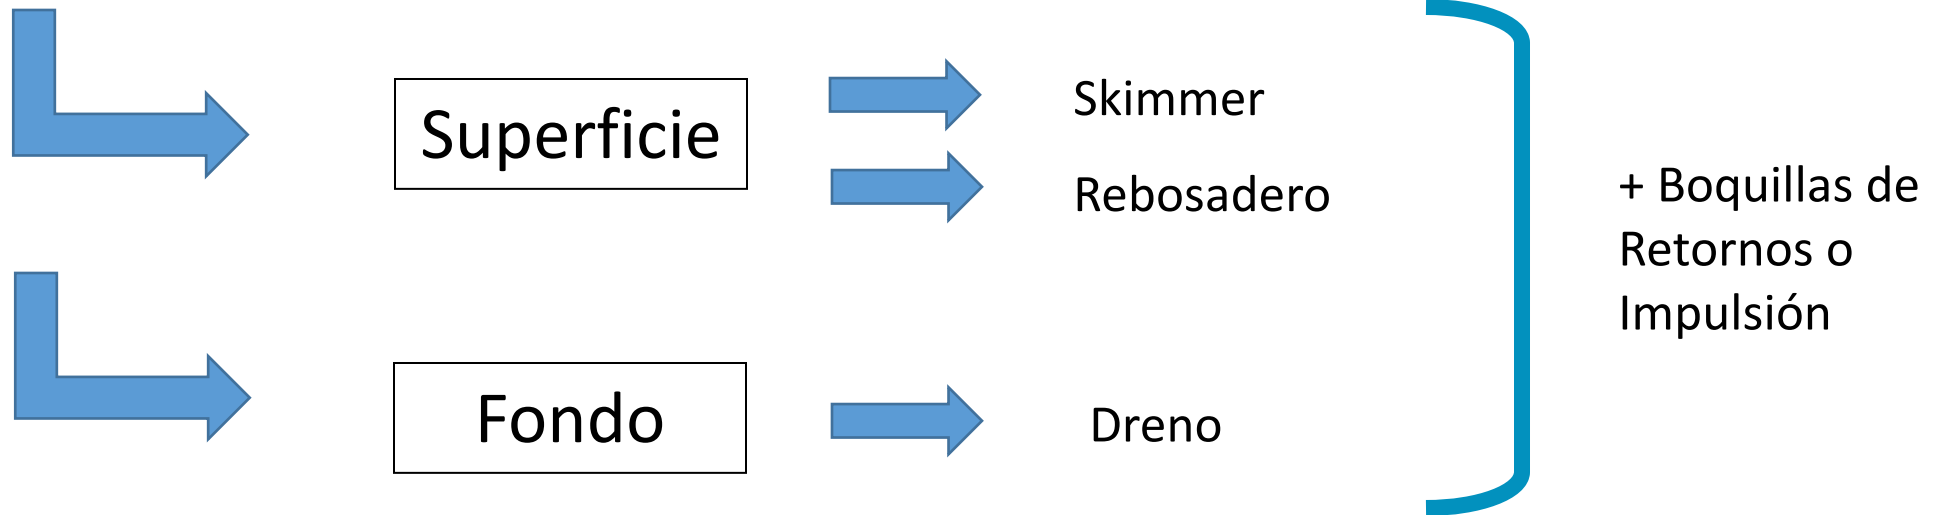 Superficie
Skimmer
Rebosadero
Fondo
Dreno
+ Boquillas de
Retornos o
Impulsión